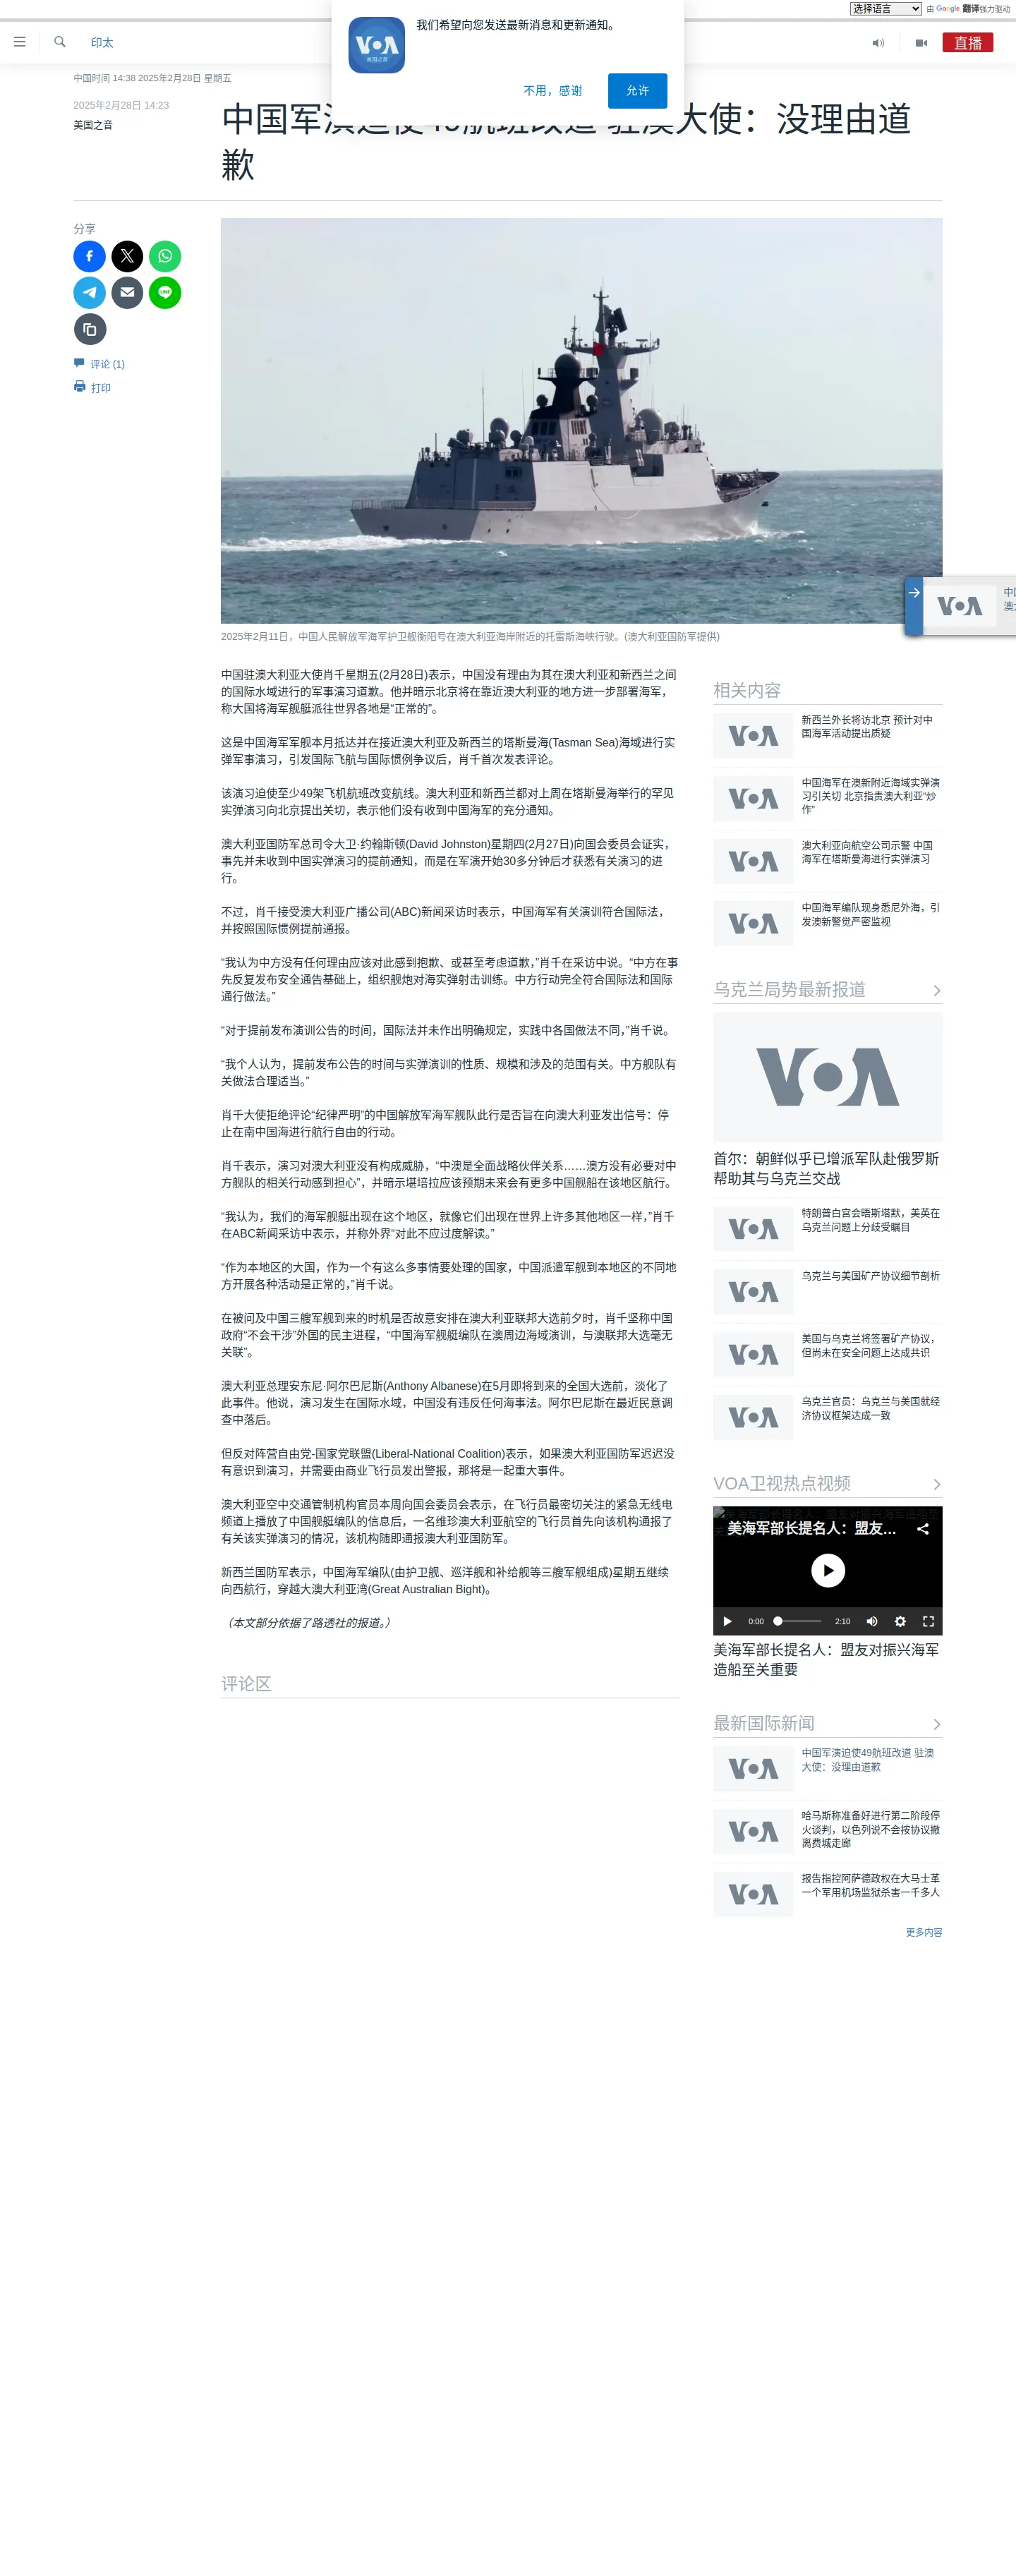 选择语言 由 Google 翻译强力驱动
VOA
美国之音
我们希望向您发送最新消息和更新通知。
不用，感谢
允许
印太
直播
中国时间 14:38 2025年2月28日 星期五
2025年2月28日 14:23
美国之音
大使：没理由道
歉
分享
LINE
评论 (1)
打印
2025年2月11日，中国人民解放军海军护卫舰衡阳号在澳大利亚海岸附近的托雷斯海峡行驶。(澳大利亚国防军提供)
VOA
中国驻澳大利亚大使肖千星期五(2月28日)表示，中国没有理由为其在澳大利亚和新西兰之间
的国际水域进行的军事演习道歉。他并暗示北京将在靠近澳大利亚的地方进一步部署海军，
称大国将海军舰艇派往世界各地是“正常的”。
这是中国海军军舰本月抵达并在接近澳大利亚及新西兰的塔斯曼海(Tasman Sea)海域进行实
弹军事演习，引发国际飞航与国际惯例争议后，肖千首次发表评论。
该演习迫使至少49架飞机航班改变航线。澳大利亚和新西兰都对上周在塔斯曼海举行的罕见
实弹演习向北京提出关切，表示他们没有收到中国海军的充分通知。
澳大利亚国防军总司令大卫·约翰斯顿(David Johnston)星期四(2月27日)向国会委员会证实，
事先并未收到中国实弹演习的提前通知，而是在军演开始30多分钟后才获悉有关演习的进
行。
不过，肖千接受澳大利亚广播公司(ABC)新闻采访时表示，中国海军有关演训符合国际法，
并按照国际惯例提前通报。
“我认为中方没有任何理由应该对此感到抱歉、或甚至考虑道歉，”肖千在采访中说。“中方在事
先反复发布安全通告基础上，组织舰炮对海实弹射击训练。中方行动完全符合国际法和国际
通行做法。”
“对于提前发布演训公告的时间，国际法并未作出明确规定，实践中各国做法不同，”肖千说。
“我个人认为，提前发布公告的时间与实弹演训的性质、规模和涉及的范围有关。中方舰队有
关做法合理适当。”
肖千大使拒绝评论“纪律严明”的中国解放军海军舰队此行是否旨在向澳大利亚发出信号：停
止在南中国海进行航行自由的行动。
肖千表示，演习对澳大利亚没有构成威胁，“中澳是全面战略伙伴关系……澳方没有必要对中
方舰队的相关行动感到担心”，并暗示堪培拉应该预期未来会有更多中国舰船在该地区航行。
“我认为，我们的海军舰艇出现在这个地区，就像它们出现在世界上许多其他地区一样，”肖千
在ABC新闻采访中表示，并称外界“对此不应过度解读。”
“作为本地区的大国，作为一个有这么多事情要处理的国家，中国派遣军舰到本地区的不同地
方开展各种活动是正常的，”肖千说。
在被问及中国三艘军舰到来的时机是否故意安排在澳大利亚联邦大选前夕时，肖千坚称中国
政府“不会干涉”外国的民主进程，“中国海军舰艇编队在澳周边海域演训，与澳联邦大选毫无
关联”。
澳大利亚总理安东尼·阿尔巴尼斯(Anthony Albanese)在5月即将到来的全国大选前，淡化了
此事件。他说，演习发生在国际水域，中国没有违反任何海事法。阿尔巴尼斯在最近民意调
查中落后。
但反对阵营自由党-国家党联盟(Liberal-National Coalition)表示，如果澳大利亚国防军迟迟没
有意识到演习，并需要由商业飞行员发出警报，那将是一起重大事件。
澳大利亚空中交通管制机构官员本周向国会委员会表示，在飞行员最密切关注的紧急无线电
频道上播放了中国舰艇编队的信息后，一名维珍澳大利亚航空的飞行员首先向该机构通报了
有关该实弹演习的情况，该机构随即通报澳大利亚国防军。
新西兰国防军表示，中国海军编队(由护卫舰、巡洋舰和补给舰等三艘军舰组成)星期五继续
向西航行，穿越大澳大利亚湾(Great Australian Bight)。
（本文部分依据了路透社的报道。）
评论区
相关内容
VOA
新西兰外长将访北京 预计对中
国海军活动提出质疑
VOA
中国海军在澳新附近海域实弹演
习引关切 北京指责澳大利亚“炒
作”
VOA
澳大利亚向航空公司示警 中国
海军在塔斯曼海进行实弹演习
VOA
中国海军编队现身悉尼外海，引
发澳新警觉严密监视
乌克兰局势最新报道
VOA
首尔：朝鲜似乎已增派军队赴俄罗斯
帮助其与乌克兰交战
VOA
特朗普白宫会晤斯塔默，美英在
乌克兰问题上分歧受瞩目
VOA
乌克兰与美国矿产协议细节剖析
VOA
美国与乌克兰将签署矿产协议，
但尚未在安全问题上达成共识
VOA
乌克兰官员：乌克兰与美国就经
济协议框架达成一致
VOA卫视热点视频
美海军部长提名人：盟友…
0:00
2:10
美海军部长提名人：盟友对振兴海军
造船至关重要
最新国际新闻
VOA
中国军演迫使49航班改道 驻澳
大使：没理由道歉
VOA
哈马斯称准备好进行第二阶段停
火谈判，以色列说不会按协议撤
离费城走廊
VOA
报告指控阿萨德政权在大马士革
一个军用机场监狱杀害一千多人
更多内容